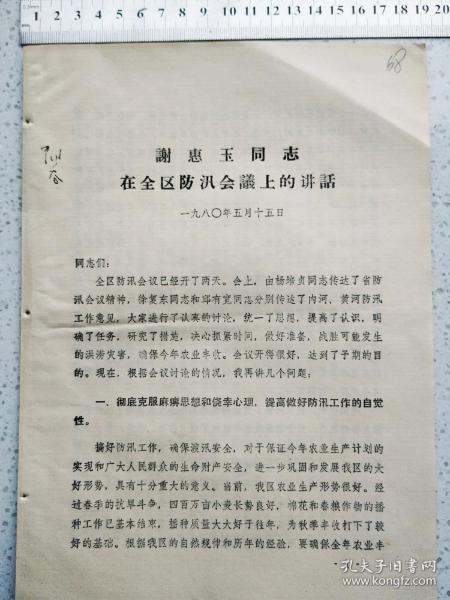 0.5mm
0 1 2 3 4 5 6 7 8 9 10 11 12 13 14 15 16 17 18 19 20
68
謝惠玉同志
在全区防汛会議上的讲話
一九八〇年五月十五日
同志们：
全区防汛会议已经开了两天。会上，由杨培贞同志传达了省防
汛会议精神，徐复东同志和邱有宽同志分别传达了内河、黄河防汛
工作意见，大家进行了认真的讨论，统一了思想，提高了认识，明
确了任务，研究了措施，决心抓紧时间，做好准备，战胜可能发生
的洪涝灾害，确保今年农业丰收。会议开得很好，达到了予期的目
的。现在，根据会议讨论的情况，我再讲几个问题：
一、彻底克服麻痹思想和侥幸心理，提高做好防汛工作的自觉
性。
搞好防汛工作，确保渡汛安全，对于保证今年农业生产计划的
实现和广大人民群众的生命财产安全，进一步巩固和发展我区的大
好形势，具有十分重大的意义。当前，我区农业生产形势很好。经
过春季的抗旱斗争，四百万亩小麦长势良好，棉花和春粮作物的播
种工作已基本结束，播种质量大大好于往年，为秋季丰收打下了较
好的基础。根据我区的自然规律和历年的经验，要确保全年农业丰
·1·
孔夫子旧书网